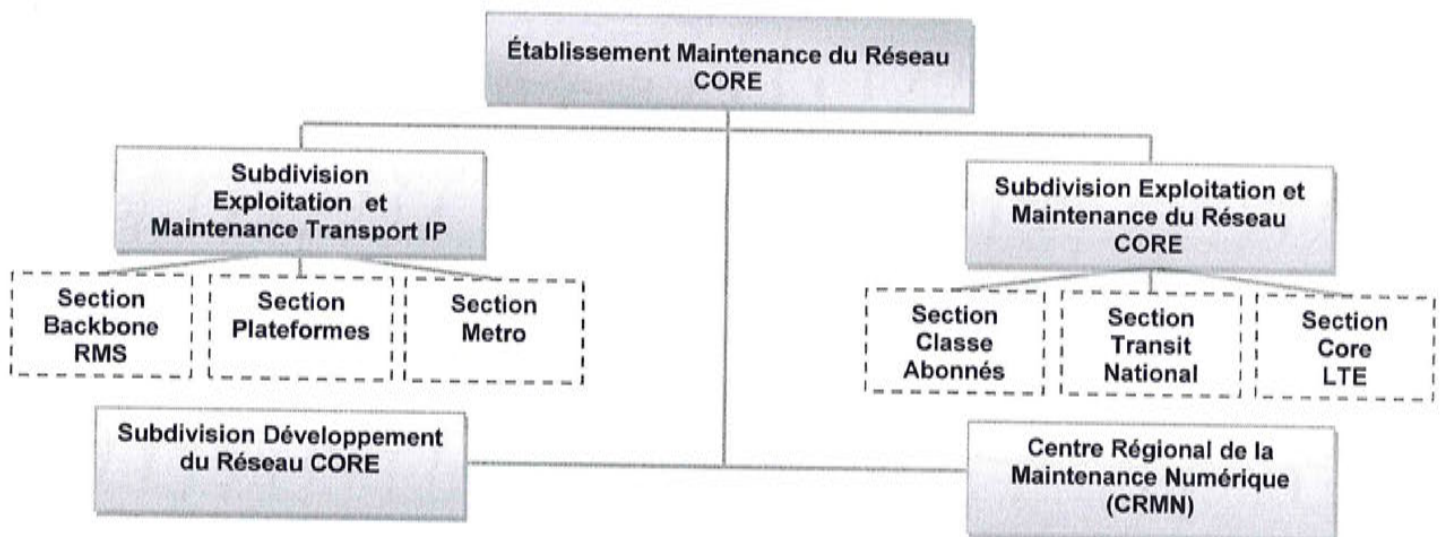 Établissement Maintenance du Réseau
CORE
Subdivision
Exploitation et
Maintenance Transport IP
Subdivision Exploitation et
Maintenance du Réseau
CORE
Section
Backbone
RMS
Section
Plateformes
Section
Metro
Section
Classe
Abonnés
Section
Transit
National
Section
Core
LTE
Subdivision Développement
du Réseau CORE
Centre Régional de la
Maintenance Numérique
(CRMN)